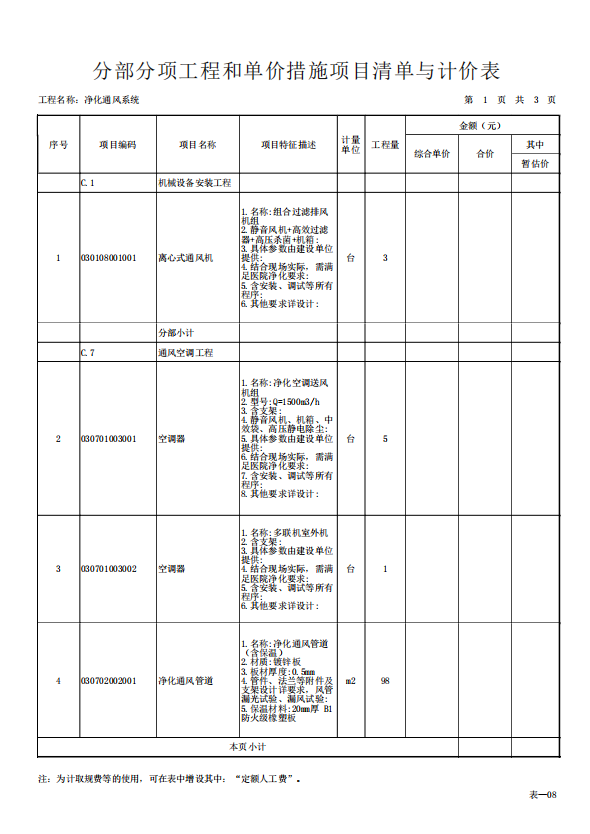 分部分项工程和单价措施项目清单与计价表
工程名称: 净化通风系统
第 1 页 共 3 页
序号
项目编码
项目名称
项目特征描述
计量
单位
工程量
金额（元）
综合单价
合价
其中
暂估价
C.1
机械设备安装工程
1
030108001001
离心式通风机
1.名称:组合过滤排风
机组
2.静音风机+高效过滤
器+高压杀菌+机箱:
3.具体参数由建设单位
提供:
4.结合现场实际，需满
足医院净化要求:
5.含安装、调试等所有
程序:
6.其他要求详设计:
台
3
分部小计
C.7
通风空调工程
2
030701003001
空调器
1.名称:净化空调送风
机组
2.型号:Q=1500m3/h
3.含支架:
4.静音风机、机箱、中
效袋、高压静电除尘:
5.具体参数由建设单位
提供:
6.结合现场实际，需满
足医院净化要求:
7.含安装、调试等所有
程序:
8.其他要求详设计:
台
5
3
030701003002
空调器
1.名称:多联机室外机
2.含支架:
3.具体参数由建设单位
提供:
4.结合现场实际，需满
足医院净化要求:
5.含安装、调试等所有
程序:
6.其他要求详设计:
台
1
4
030702002001
净化通风管道
1.名称:净化通风管道
（含保温）
2.材质:镀锌板
3.板材厚度:0.5mm
4.管件、法兰等附件及
支架设计详要求，风管
漏光试验、漏风试验:
5.保温材料:20mm厚 B1
防火级橡塑板
m2
98
本页小计
注: 为计取规费等的使用，可在表中增设其中: “定额人工费”。
表—08